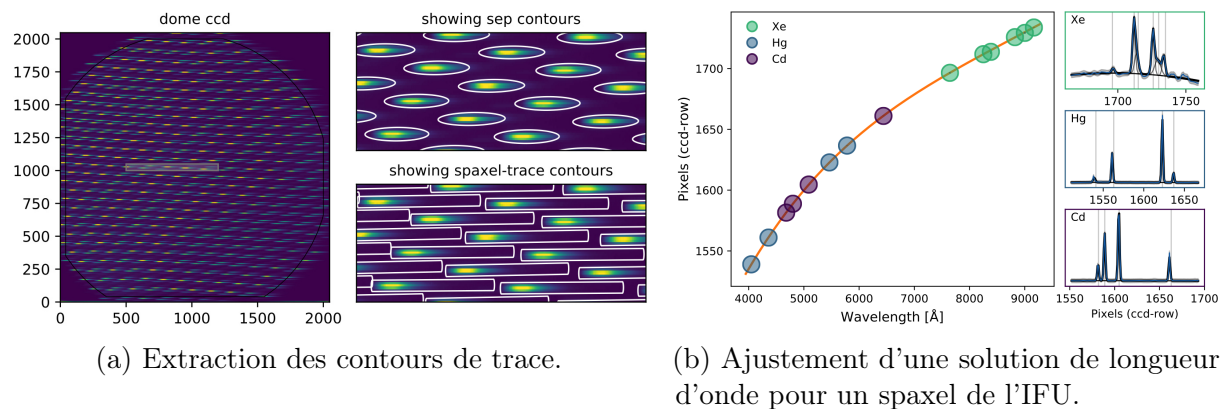 dome ccd
2000
1750
1500
1250
1000
750
500
250
0
0 500 1000 1500 2000
showing sep contours
showing spaxel-trace contours
(a) Extraction des contours de trace.
Xe
Hg
Cd
Pixels (ccd-row)
1700
1650
1600
1550
4000 5000 6000 7000 8000 9000
Wavelength [Å]
Xe
1700 1750
Hg
1550 1600 1650
Cd
1550 1600 1650 1700
Pixels (ccd-row)
(b) Ajustement d'une solution de longueur
d'onde pour un spaxel de l'IFU.